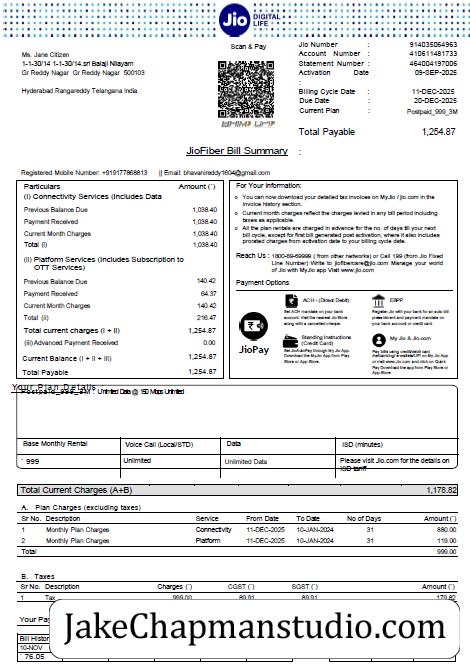 Jio DIGITAL LIFE
Ms. Jane Citizen
1-1-30/14 1-1-30/14.srl Balaji Nilayam
Gr Reddy Nagar Gr Reddy Nagar 500103
Hyderabad Rangareddy Telangana India
Scan & Pay
BHIM UPI
Jio Number : 914035064963
Account Number : 410611481733
Statement Number : 464004197006
Activation Date : 09-SEP-2025
Billing Cycle Date : 11-DEC-2025
Due Date : 20-DEC-2025
Current Plan : Postpaid_999_3M
Total Payable 1,254.87
JioFiber Bill Summary :
Registered Mobile Number: +919177868813 || Email: bhavanireddy1604@gmail.com
Particulars Amount (`)
(I) Connectivity Services (Includes Data
Previous Balance Due 1,038.40
Payment Received 1,038.40
Current Month Charges 1,038.40
Total (I) 1,038.40
(II) Platform Services (Includes Subscription to
OTT Services)
Previous Balance Due 140.42
Payment Received 64.37
Current Month Charges 140.42
Total (ii) 216.47
Total current charges (I + II) 1,254.87
(iii) Advanced Payment Received 0.00
Current Balance (I + II + III) 1,254.87
Total Payable 1,254.87
For Your Information:
You can now download your detailed tax invoices on MyJio / jio.com in the
invoice history section.
Current month charges reflect the charges levied in any bill period including
taxes as applicable.
All the plan rentals are charged in advance for the no. of days till your next
bill cycle, except for first bill generated post activation, where it also includes
prorated charges from activation date to your billing cycle date.
Reach Us : 1800-89-69999 ( from other networks) or Call 199 (from Jio Fixed
Line Number) Write to jiofibercare@jio.com Manage your world
of Jio with MyJio app Visit www.jio.com
Payment Options
JioPay
ACH - (Direct Debit)
Set ACH mandate on your bank
account. Visit the nearest Jio Store
along with a cancelled cheque.
EBPP
Register Jio with your bank for an auto bill
presentment and payment mandate on
your bank account or credit card.
Standing Instructions
(Credit Card)
Set JioAutoPay through My Jio App.
Download the MyJio App from Play
Store or App Store.
My Jio & Jio.com
Pay bills using credit/debit card
/netbanking/ e-wallets/UPI on My Jio App
or visit www.jio.com and click on Quick
Pay. Download the app from Play Store or
App Store.
Your Plan Details
Postpaid_999_3M : Unlimited Data @ 150 Mbps Unlimited
Base Monthly Rental Voice Call (Local/STD) Data ISD (minutes)
` 999 Unlimited Unlimited Data Please visit Jio.com for the details on
ISD tariff
Total Current Charges (A+B) 1,178.82
A. Plan Charges (excluding taxes)
Sr No. Description Service From Date To Date No of Days Amount (`)
1 Monthly Plan Charges Connectivity 11-DEC-2025 10-JAN-2024 31 880.00
2 Monthly Plan Charges Platform 11-DEC-2025 10-JAN-2024 31 119.00
Total 999.00
B. Taxes
Sr No. Description Charges (`) CGST (`) SGST (`) Amount (`)
1 Tax 999.00 89.91 89.91 179.82
Your Pay
Bill Histor
10-NOV
` 76.05
JakeChapmanstudio.com